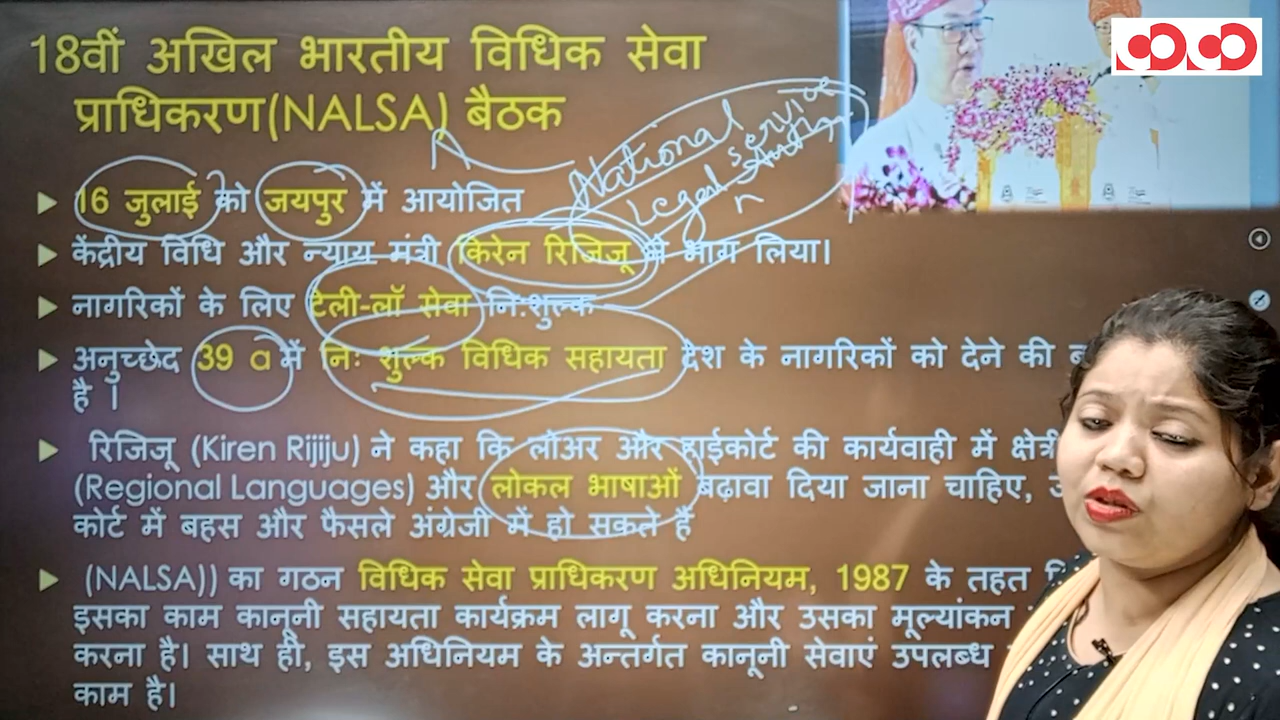 18वीं अखिल भारतीय विधिक सेवा
प्राधिकरण(NALSA) बैठक
National
Legal Service
16 जुलाई को जयपुर में आयोजित
केंद्रीय विधि और न्याय मंत्री किरेन रिजिजू ने भाग लिया।
नागरिकों के लिए टेली-लॉ सेवा नि:शुल्क
अनुच्छेद 39 a में निः शुल्क विधिक सहायता देश के नागरिकों को देने की
है ।
रिजिजू (Kiren Rijiju) ने कहा कि लोअर और हाईकोर्ट की कार्यवाही में
(Regional Languages) और लोकल भाषाओं बढ़ावा दिया जाना चाहिए,
कोर्ट में बहस और फैसले अंग्रेजी में हो सकते हैं
(NALSA)) का गठन विधिक सेवा प्राधिकरण अधिनियम, 1987 के तहत
इसका काम कानूनी सहायता कार्यक्रम लागू करना और उसका मूल्यांकन
करना है। साथ ही, इस अधिनियम के अन्तर्गत कानूनी सेवाएं उपलब्ध
काम है।